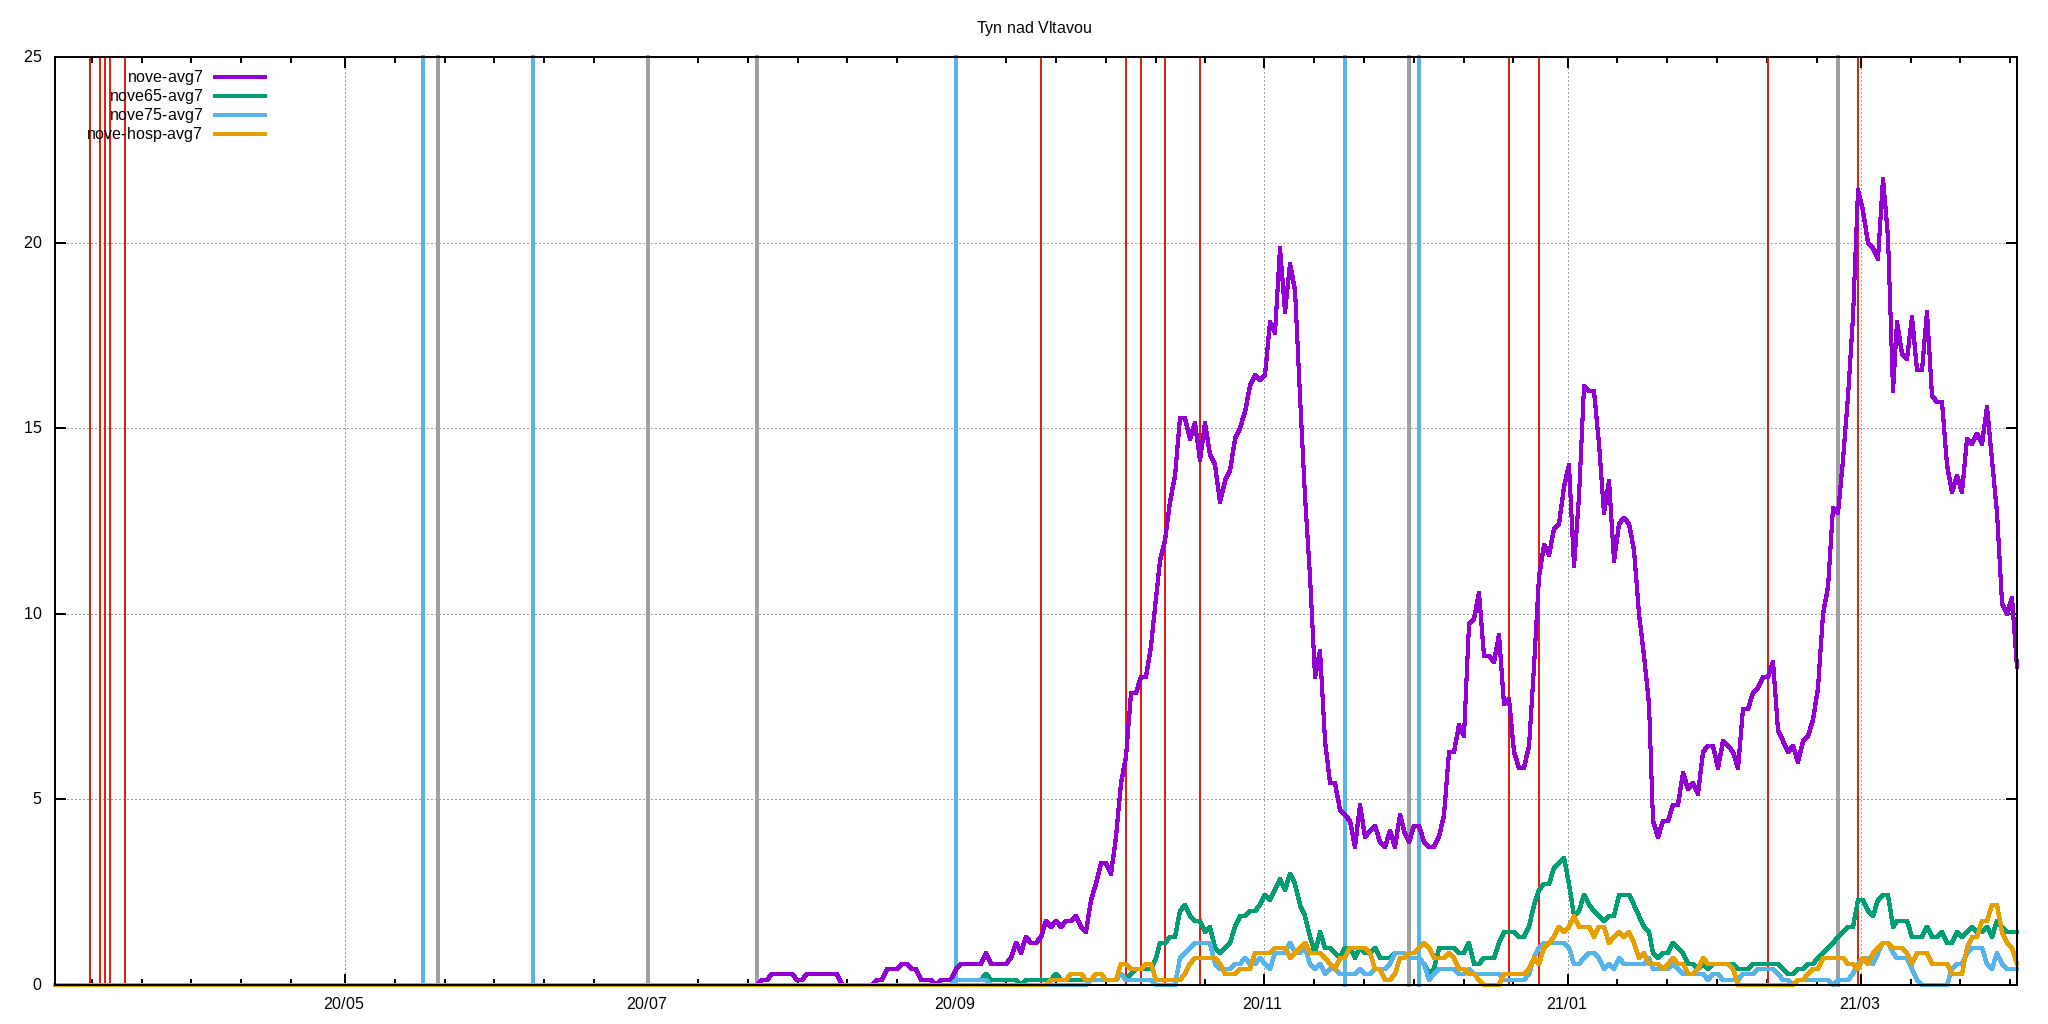 Tyn nad Vltavou
25
nove-avg7
nove65-avg7
nove75-avg7
nove-hosp-avg7
20
15
10
5
0
20/05 20/07 20/09 20/11 21/01 21/03